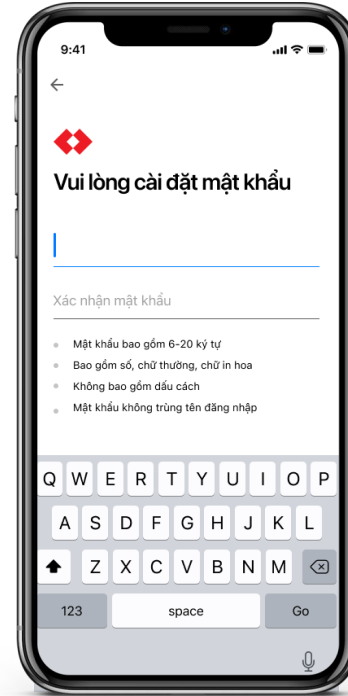 9:41
Vui lòng cài đặt mật khẩu
Xác nhận mật khẩu
Mật khẩu bao gồm 6-20 ký tự
Bao gồm số, chữ thường, chữ in hoa
Không bao gồm dấu cách
Mật khẩu không trùng tên đăng nhập
Q W E R T Y U I O P
A S D F G H J K L
Z X C V B N M
123 space Go